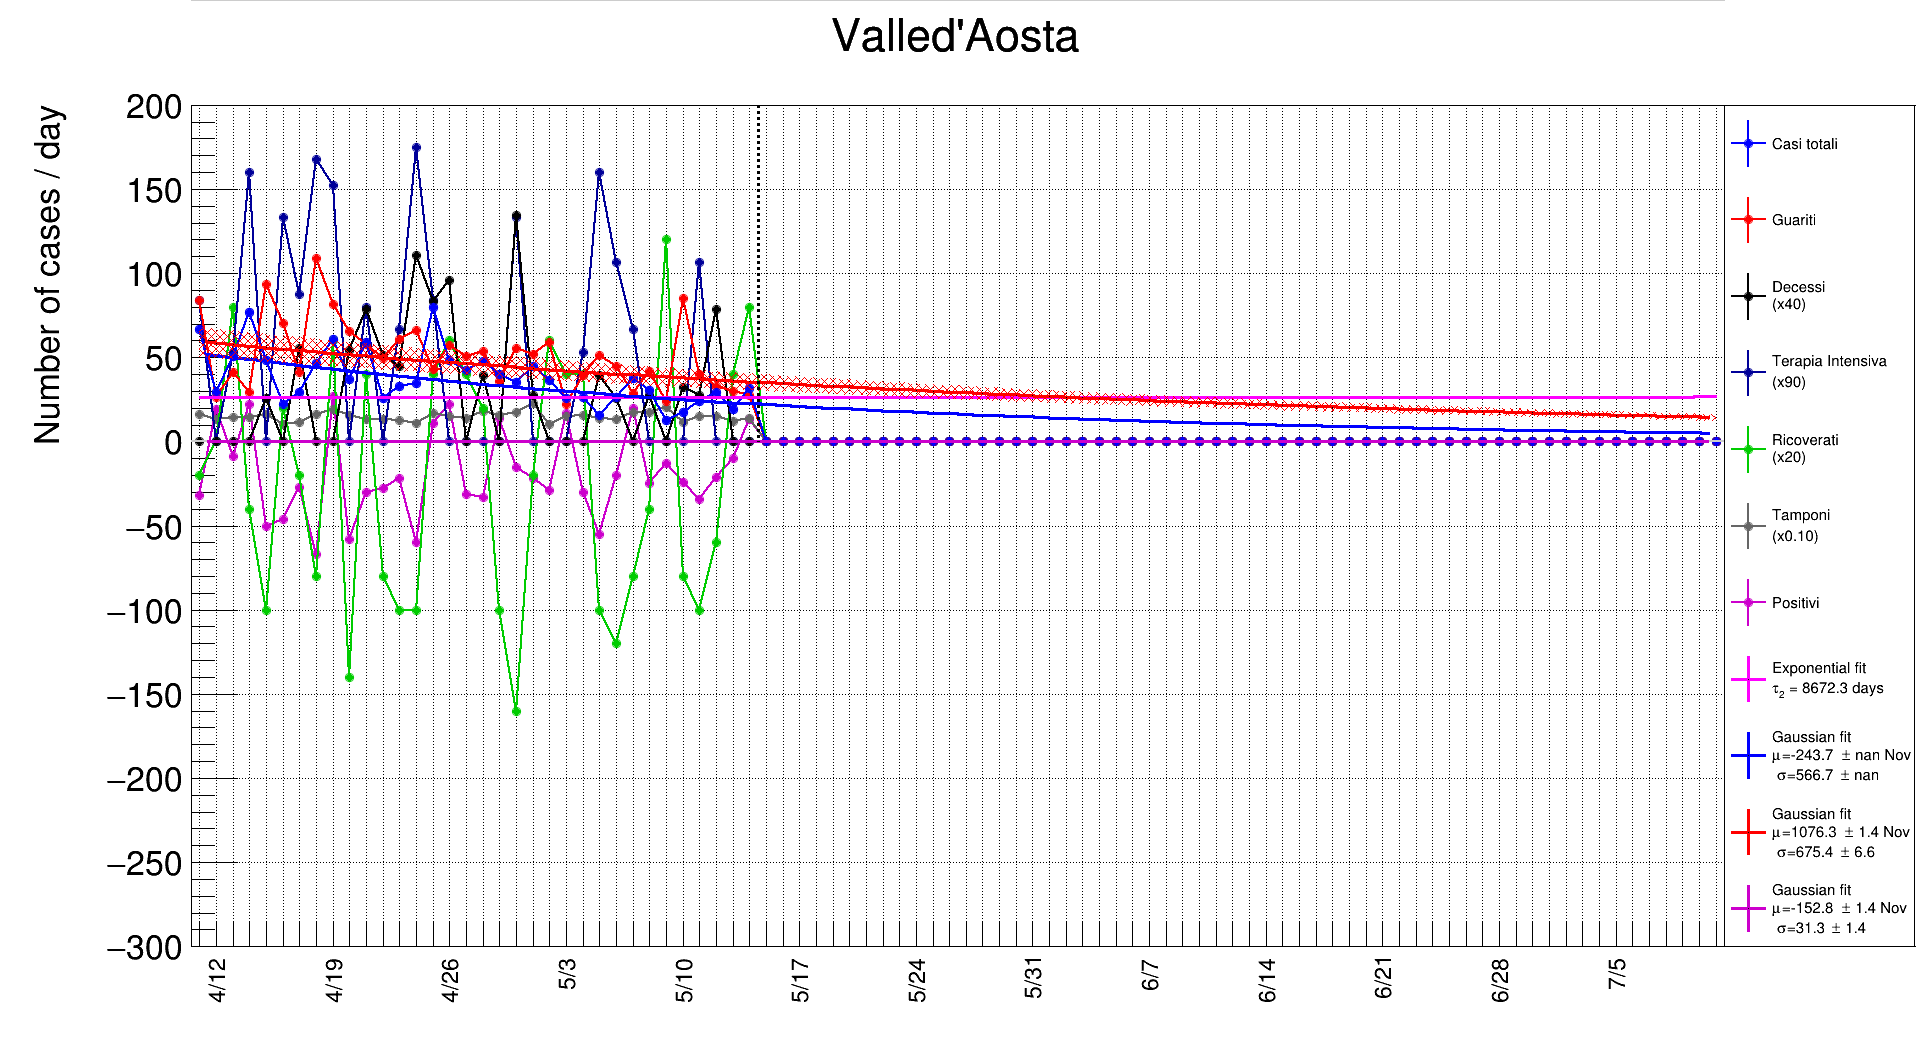 Valled'Aosta
Number of cases / day
200
150
100
50
0
−50
−100
−150
−200
−250
−300
4/12
4/19
4/26
5/3
5/10
5/17
5/24
5/31
6/7
6/14
6/21
6/28
7/5
Casi totali
Guariti
Decessi
(x40)
Terapia Intensiva
(x90)
Ricoverati
(x20)
Tamponi
(x0.10)
Positivi
Exponential fit
τ2 = 8672.3 days
Gaussian fit
μ=-243.7 ± nan Nov
σ=566.7 ± nan
Gaussian fit
μ=1076.3 ± 1.4 Nov
σ=675.4 ± 6.6
Gaussian fit
μ=-152.8 ± 1.4 Nov
σ=31.3 ± 1.4